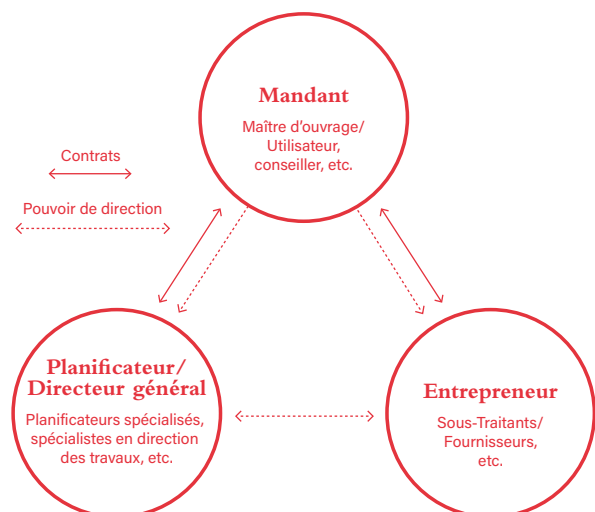 Mandant
Maître d'ouvrage/
Utilisateur,
conseiller, etc.
Contrats
Pouvoir de direction
Planificateur/
Directeur général
Planificateurs spécialisés,
spécialistes en direction
des travaux, etc.
Entrepreneur
Sous-Traitants/
Fournisseurs,
etc.